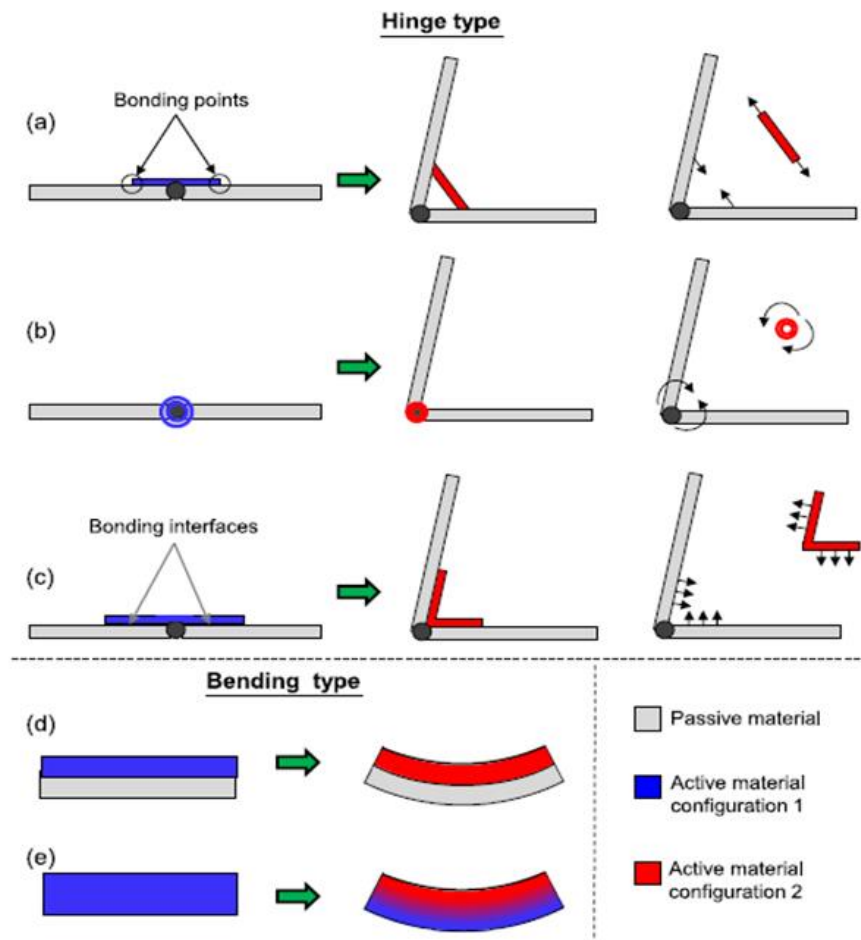 Hinge type
Bonding points
(a)
(b)
Bonding interfaces
(c)
Bending type
(d)
(e)
Passive material
Active material
configuration 1
Active material
configuration 2